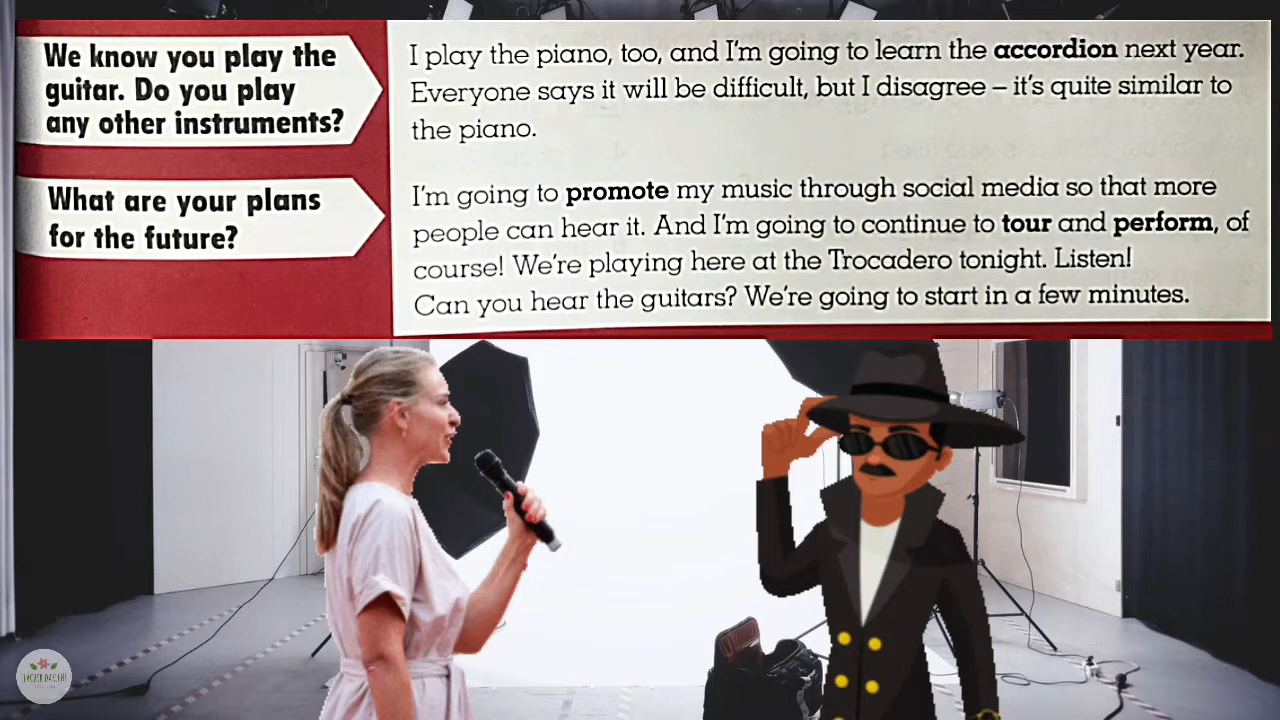 We know you play the
guitar. Do you play
any other instruments?
I play the piano, too, and I'm going to learn the accordion next year.
Everyone says it will be difficult, but I disagree – it's quite similar to
the piano.
What are your plans
for the future?
I'm going to promote my music through social media so that more
people can hear it. And I'm going to continue to tour and perform, of
course! We're playing here at the Trocadero tonight. Listen!
Can you hear the guitars? We're going to start in a few minutes.